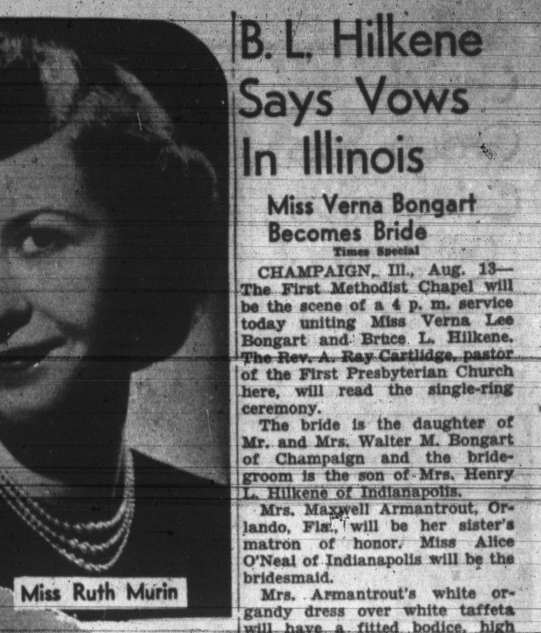 B. L. Hilkene
Says Vows
In Illinois
Miss Verna Bongart
Becomes Bride
Times Special
CHAMPAIGN, Ill., Aug. 13—
The First Methodist Chapel will
be the scene of a 4 p. m. service
today uniting Miss Verna Lee
Bongart and Bruce L. Hilkene.
The Rev. A. Ray Cartlidge, pastor
of the First Presbyterian Church
here, will read the single-ring
ceremony.
The bride is the daughter of
Mr. and Mrs. Walter M. Bongart
of Champaign and the bride-
groom is the son of Mrs. Henry
L. Hilkene of Indianapolis.
Mrs. Maxwell Armantrout, Or-
lando, Fla., will be her sister's
matron of honor. Miss Alice
O'Neal of Indianapolis will be the
bridesmaid.
Mrs. Armantrout's white or-
gandy dress over white taffeta
will have a fitted bodice, high
Miss Ruth Murin